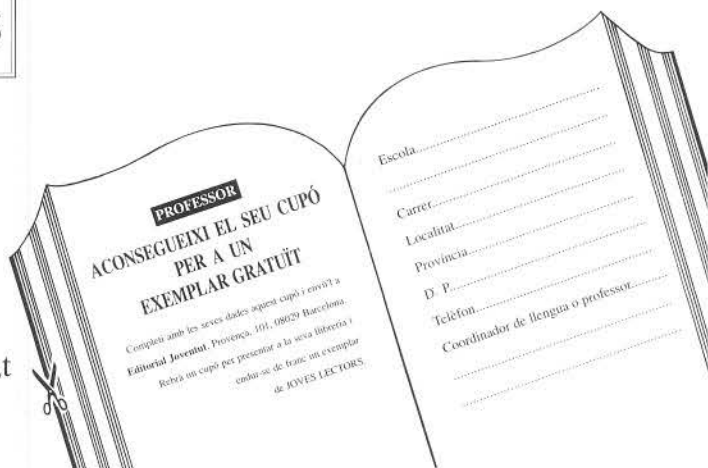 PROFESSOR
ACONSEGUEIXI EL SEU CUPÓ
PER A UN
EXEMPLAR GRATUÏT
Completi amb les seves dades aquest cupó i enviï'l a
Editorial Joventut, Provença, 101, 08029 Barcelona.
Rebrà un cupó per presentar a la seva llibreria i
endur-se de franc un exemplar
de JOVES LECTORS.
Escola
Carrer
Localitat
Província
D. P.
Telèfon
Coordinador de llengua o professor